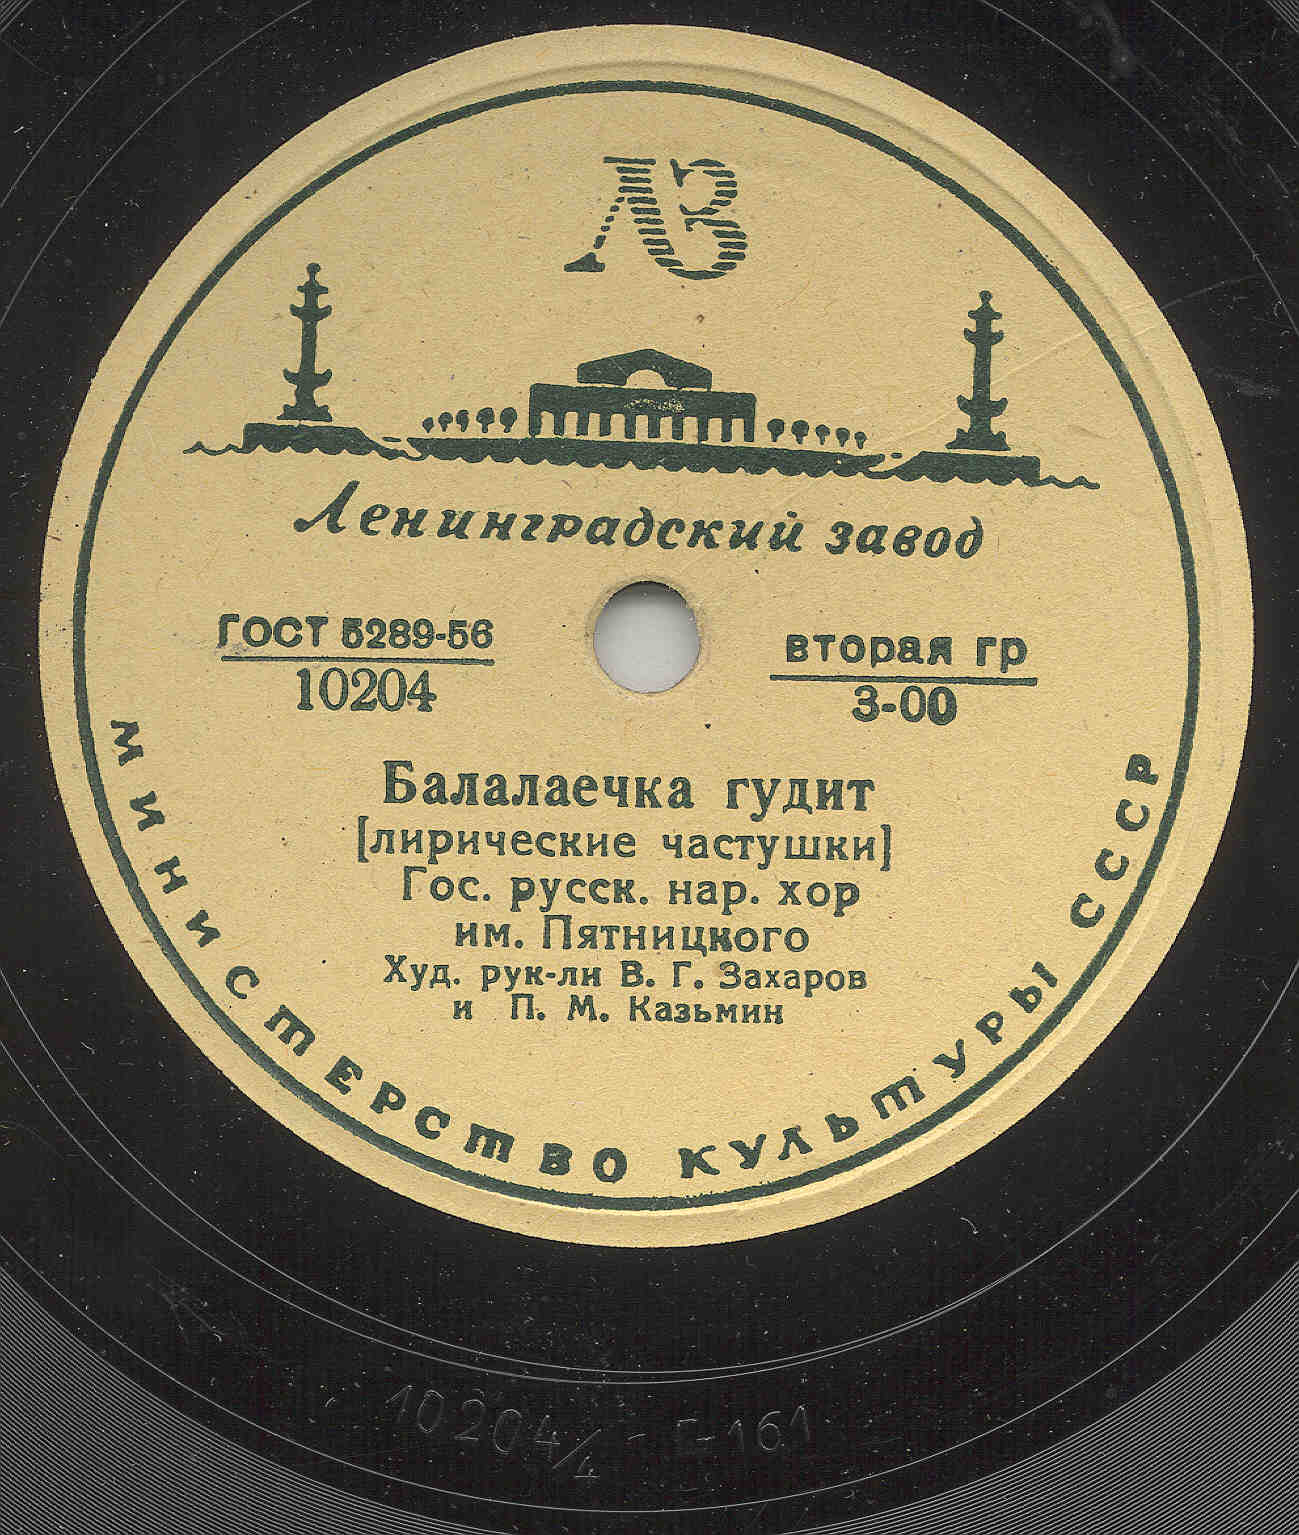 ЛЗ
Ленинградский завод
ГОСТ 5289-56
10204
вторая гр
3-00
Балалаечка гудит
[лирические частушки]
Гос. русск. нар. хор
им. Пятницкого
Худ. рук-ли В. Г. Захаров
и П. М. Казьмин
МИНИСТЕРСТВО КУЛЬТУРЫ СССР
10204/4 - Г-161